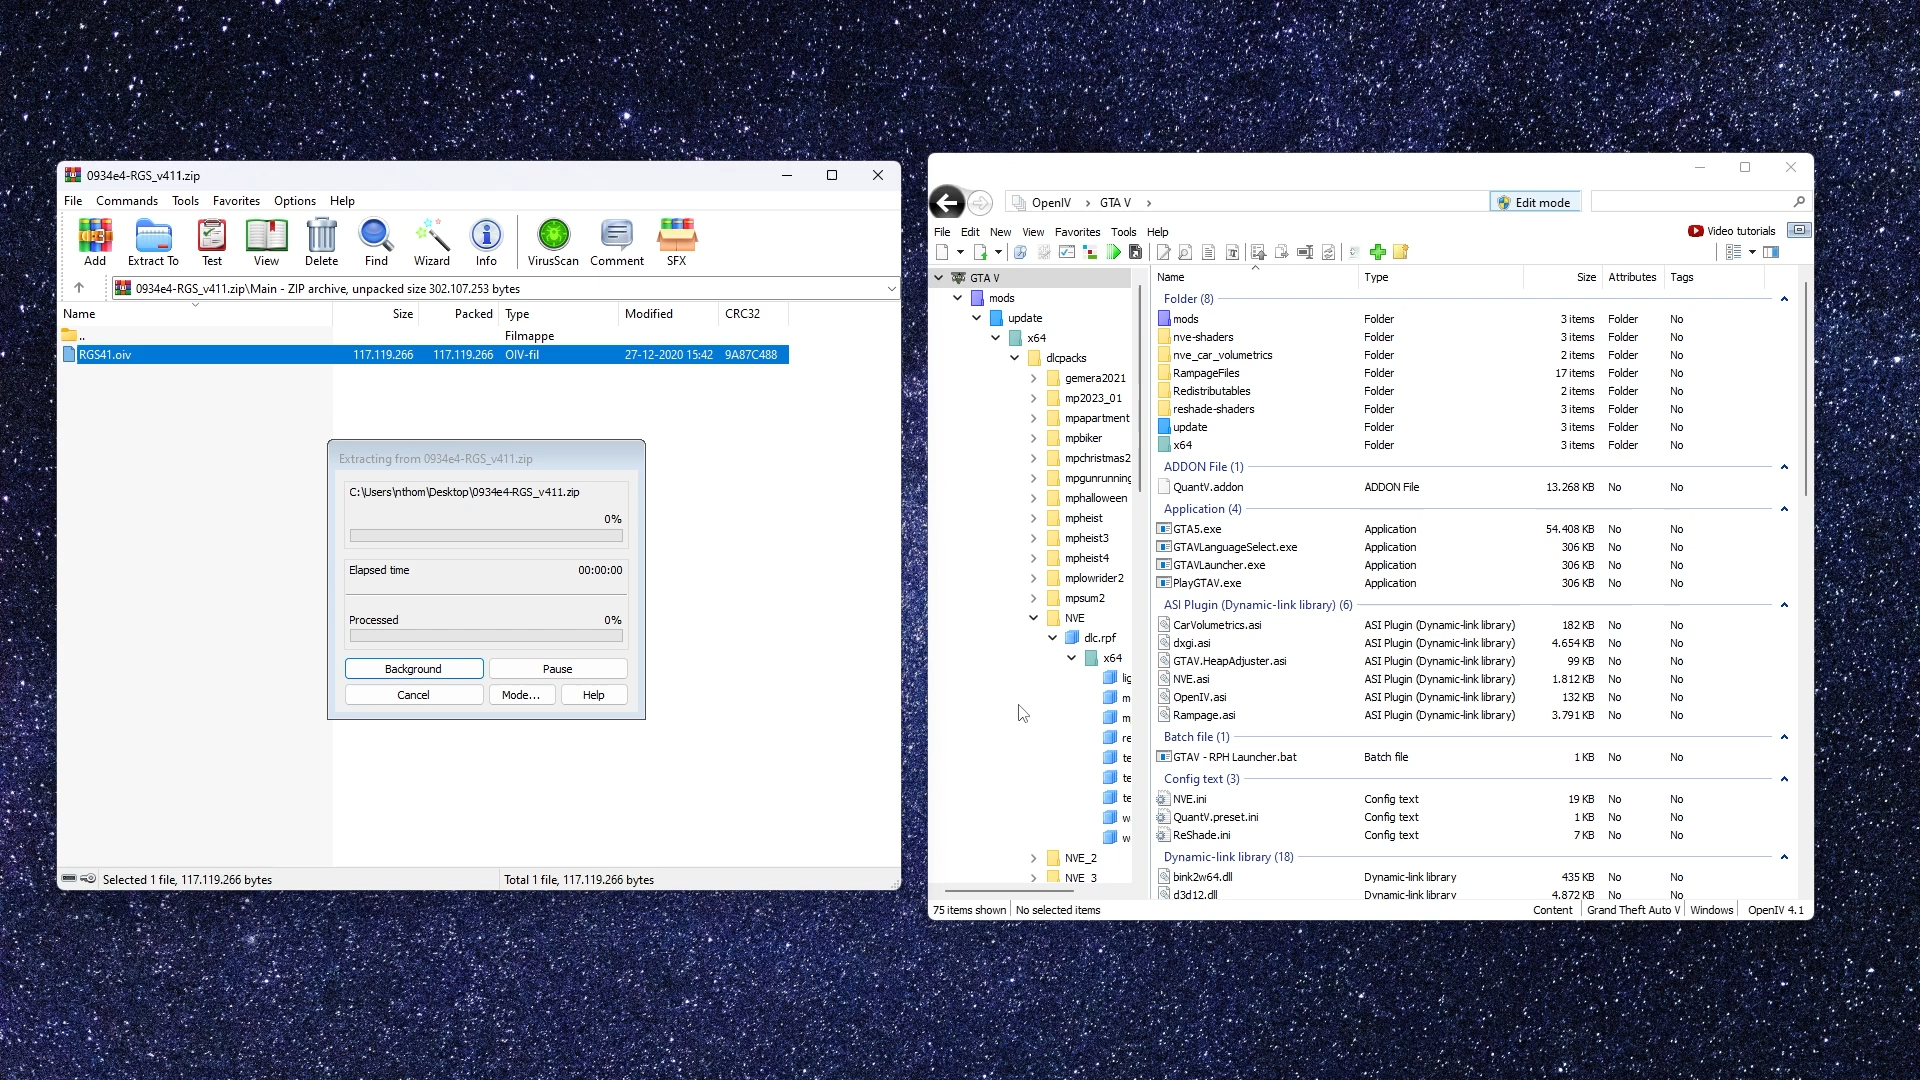 0934e4-RGS_v411.zip
File Commands Tools Favorites Options Help
Add Extract To Test View Delete Find Wizard Info VirusScan Comment SFX
0934e4-RGS_v411.zip\Main - ZIP archive, unpacked size 302.107.253 bytes
Name Size Packed Type Modified CRC32
.. Filmappe
RGS41.oiv 117.119.266 117.119.266 OIV-fil 27-12-2020 15:42 9A87C488
Extracting from 0934e4-RGS_v411.zip
C:\Users\nthom\Desktop\0934e4-RGS_v411.zip
0%
Elapsed time 00:00:00
Processed 0%
Background Pause
Cancel Mode... Help
Selected 1 file, 117.119.266 bytes Total 1 file, 117.119.266 bytes
OpenIV > GTA V > Edit mode
File Edit New View Favorites Tools Help Video tutorials
GTA V
mods
update
x64
dlcpacks
gemera2021
mp2023_01
mpapartment
mpbiker
mpchristmas2
mpgunrunning
mphalloween
mpheist
mpheist3
mpheist4
mplowrider2
mpsum2
NVE
dlc.rpf
x64
lig
m
m
re
te
te
te
w
w
NVE_2
NVE_3
Name Type Size Attributes Tags
Folder (8)
mods Folder 3 items Folder No
nve-shaders Folder 3 items Folder No
nve_car_volumetrics Folder 2 items Folder No
RampageFiles Folder 17 items Folder No
Redistributables Folder 2 items Folder No
reshade-shaders Folder 3 items Folder No
update Folder 3 items Folder No
x64 Folder 3 items Folder No
ADDON File (1)
QuantV.addon ADDON File 13.268 KB No No
Application (4)
GTA5.exe Application 54.408 KB No No
GTAVLanguageSelect.exe Application 306 KB No No
GTAVLauncher.exe Application 306 KB No No
PlayGTAV.exe Application 306 KB No No
ASI Plugin (Dynamic-link library) (6)
CarVolumetrics.asi ASI Plugin (Dynamic-link library) 182 KB No No
dxgi.asi ASI Plugin (Dynamic-link library) 4.654 KB No No
GTAV.HeapAdjuster.asi ASI Plugin (Dynamic-link library) 99 KB No No
NVE.asi ASI Plugin (Dynamic-link library) 1.812 KB No No
OpenIV.asi ASI Plugin (Dynamic-link library) 132 KB No No
Rampage.asi ASI Plugin (Dynamic-link library) 3.791 KB No No
Batch file (1)
GTAV - RPH Launcher.bat Batch file 1 KB No No
Config text (3)
NVE.ini Config text 19 KB No No
QuantV.preset.ini Config text 1 KB No No
ReShade.ini Config text 7 KB No No
Dynamic-link library (18)
bink2w64.dll Dynamic-link library 435 KB No No
d3d12.dll Dynamic-link library 4.872 KB No No
75 items shown No selected items Content Grand Theft Auto V Windows OpenIV 4.1